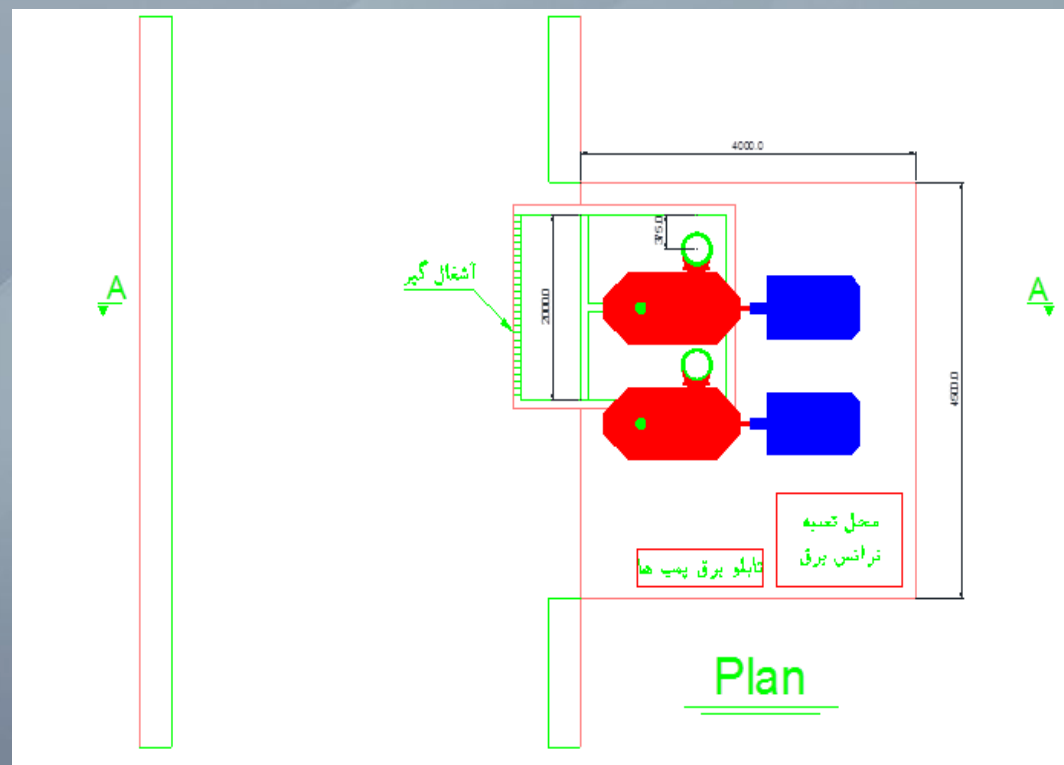 4000.0
375.0
2000.0
آشغال گیر
A
A
4500.0
محل تعبیه
ترانس برق
تابلو برق پمپ ها
Plan